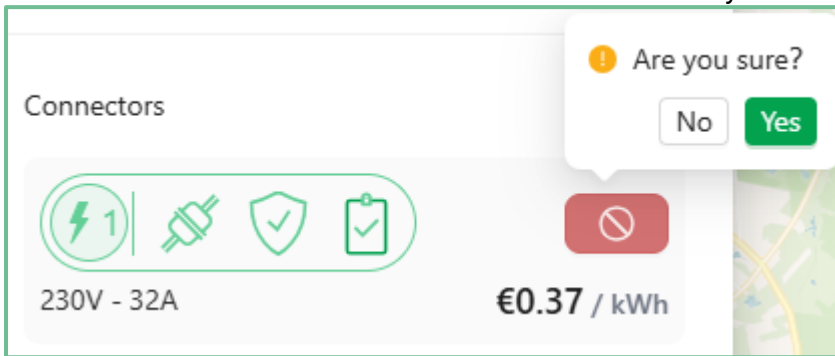 Are you sure?
No Yes
Connectors
1
230V - 32A €0.37 / kWh